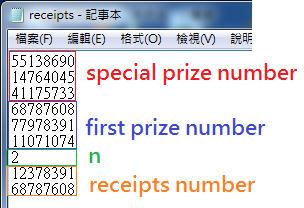 receipts - 記事本
檔案(F) 編輯(E) 格式(O) 檢視(V) 說明
55138690
14764045
41175733
special prize number
68787608
77978391
11071074
first prize number
2
n
12378391
68787608
receipts number